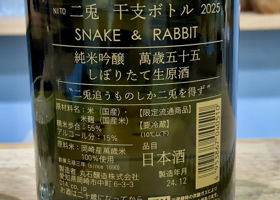 NITO 二兎 干支ボトル 2025
SNAKE & RABBIT
純米吟醸 萬歳五十五
しぼりたて生原酒
"二兎追うものしか二兎を得ず"
原材料名：米（国産）・
米麹（国産米）
精米歩合：55%
アルコール分：15%
原料米：岡崎産萬歳米
100%使用
【限定流通商品】
【要冷蔵】
(10℃以下)
品目
日本酒
製造者 丸石醸造株式会社
愛知県岡崎市中町6-3-3
製造年月
24.12